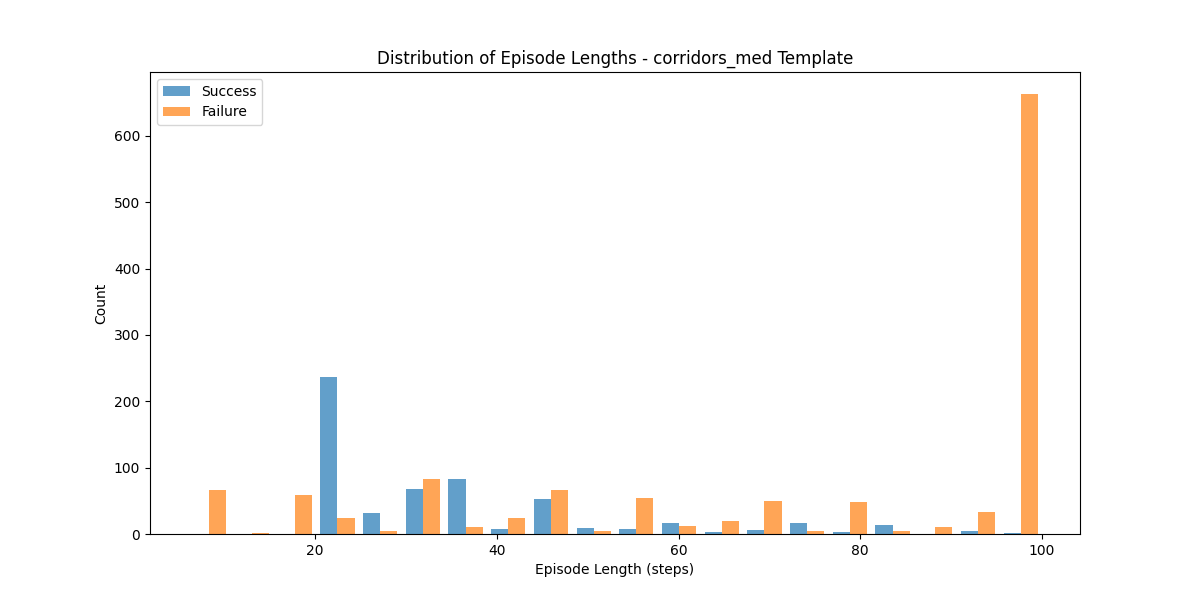 Distribution of Episode Lengths - corridors_med Template
Success
Failure
600
500
400
300
200
100
0
Count
20 40 60 80 100
Episode Length (steps)